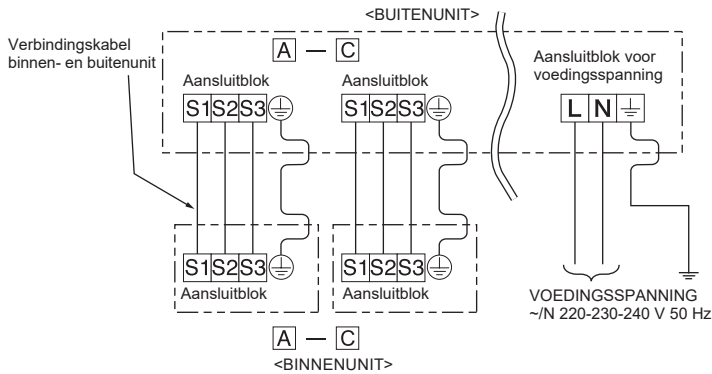 <BUITENUNIT>
Verbindingskabel
binnen- en buitenunit
A — C
Aansluitblok voor
voedingsspanning
Aansluitblok
Aansluitblok
S1 S2 S3
S1 S2 S3
L N
S1 S2 S3
S1 S2 S3
Aansluitblok
Aansluitblok
VOEDINGSSPANNING
~/N 220-230-240 V 50 Hz
A — C
<BINNENUNIT>